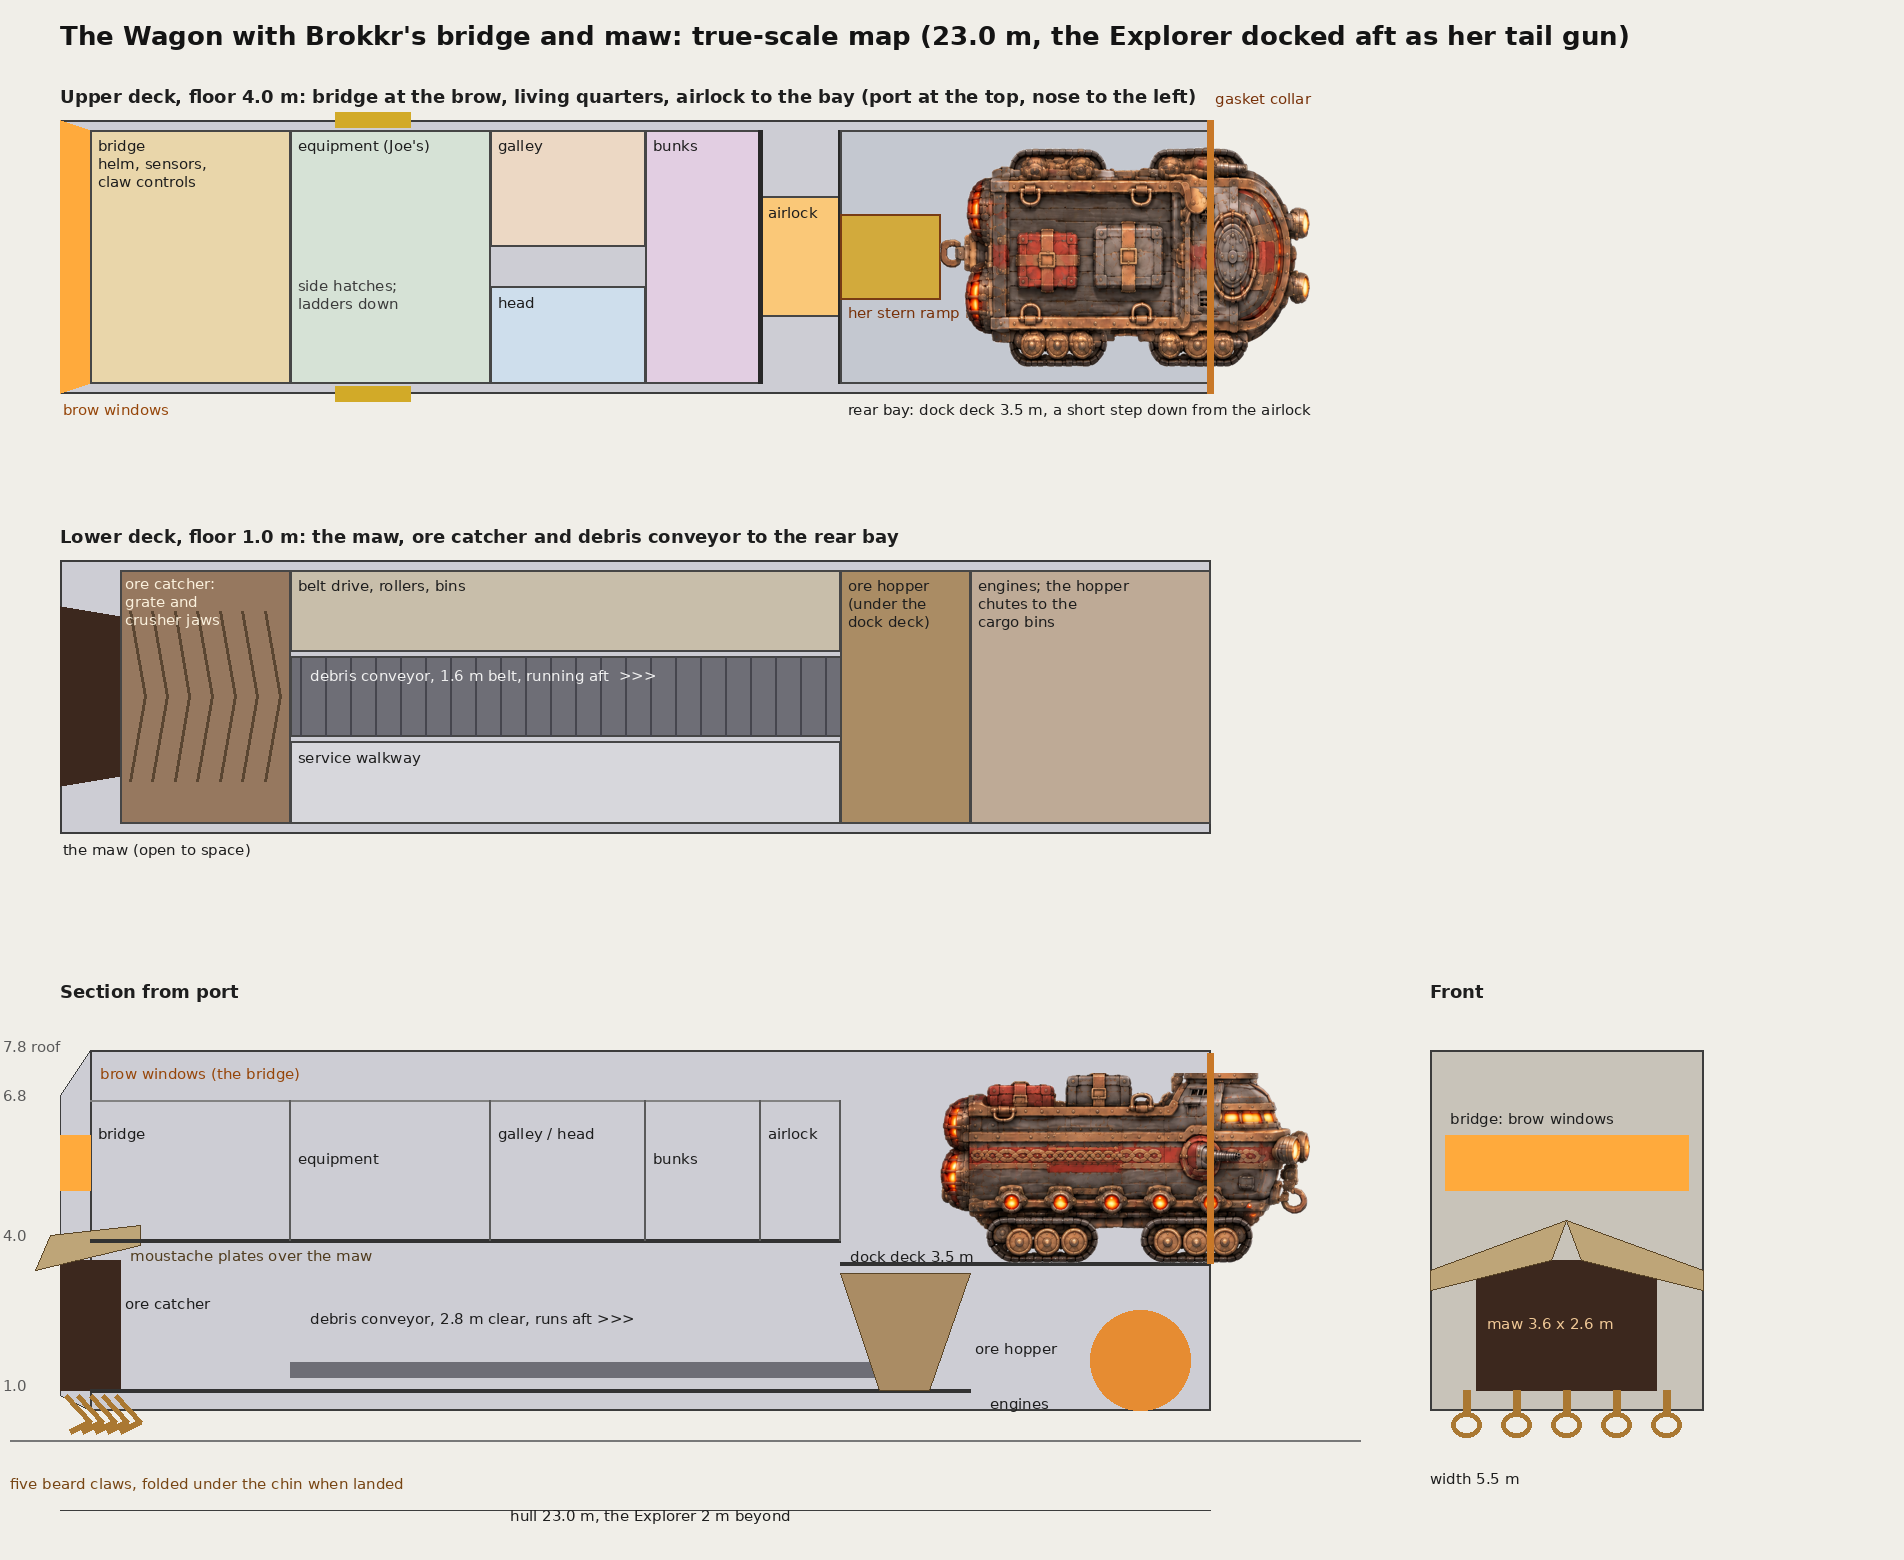 The Wagon with Brokkr's bridge and maw: true-scale map (23.0 m, the Explorer docked aft as her tail gun)
Upper deck, floor 4.0 m: bridge at the brow, living quarters, airlock to the bay (port at the top, nose to the left)
gasket collar
bridge
helm, sensors,
claw controls
equipment (Joe's)
side hatches;
ladders down
galley
head
bunks
airlock
her stern ramp
brow windows
rear bay: dock deck 3.5 m, a short step down from the airlock
Lower deck, floor 1.0 m: the maw, ore catcher and debris conveyor to the rear bay
ore catcher:
grate and
crusher jaws
belt drive, rollers, bins
debris conveyor, 1.6 m belt, running aft >>>
service walkway
ore hopper
(under the
dock deck)
engines; the hopper
chutes to the
cargo bins
the maw (open to space)
Section from port
7.8 roof
6.8
4.0
1.0
brow windows (the bridge)
bridge
equipment
galley / head
bunks
airlock
moustache plates over the maw
dock deck 3.5 m
ore catcher
debris conveyor, 2.8 m clear, runs aft >>>
ore hopper
engines
five beard claws, folded under the chin when landed
hull 23.0 m, the Explorer 2 m beyond
Front
bridge: brow windows
maw 3.6 x 2.6 m
width 5.5 m